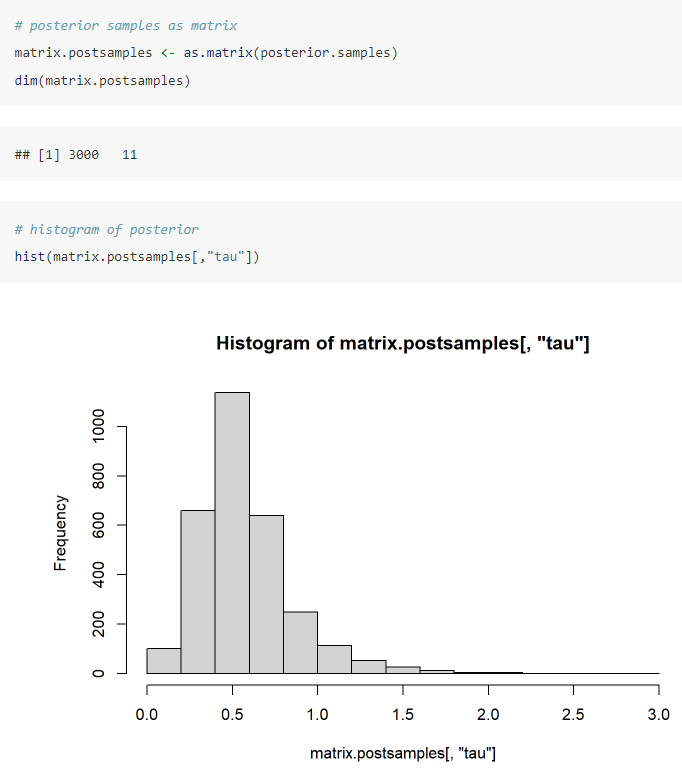 # posterior samples as matrix
matrix.postsamples <- as.matrix(posterior.samples)
dim(matrix.postsamples)
## [1] 3000   11
# histogram of posterior
hist(matrix.postsamples[,"tau"])
Histogram of matrix.postsamples[, "tau"]
Frequency
1000
800
600
400
200
0
0.0 0.5 1.0 1.5 2.0 2.5 3.0
matrix.postsamples[, "tau"]